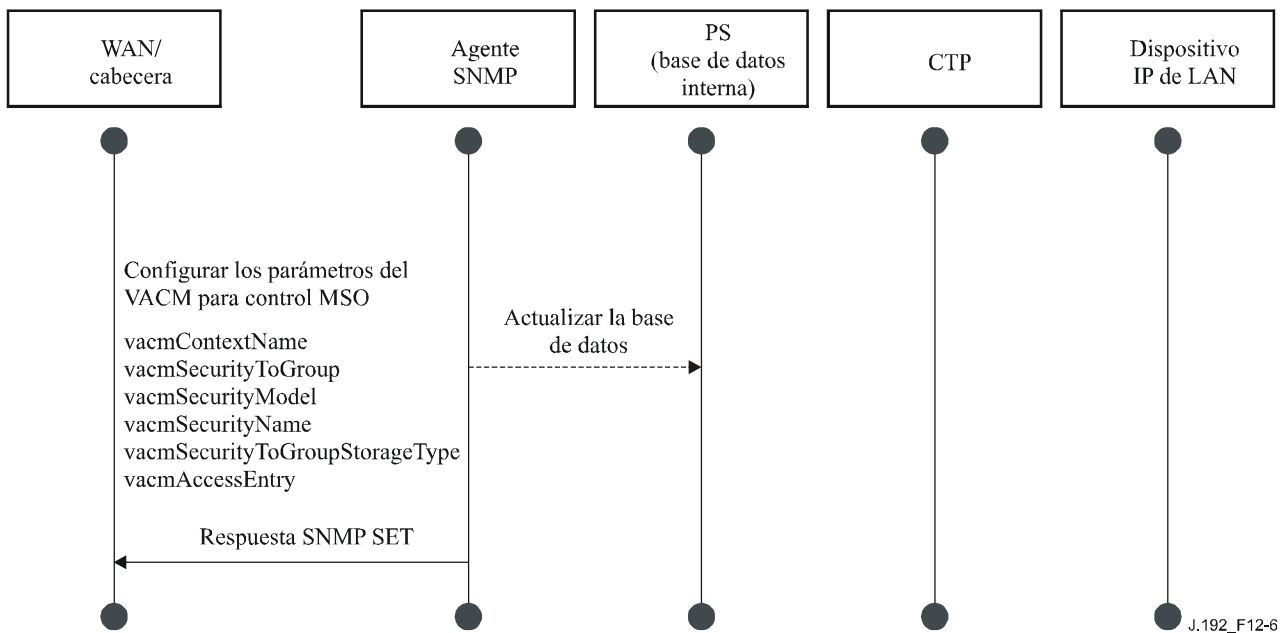 WAN/
cabecera
Agente
SNMP
PS
(base de datos
interna)
CTP
Dispositivo
IP de LAN
Configurar los parámetros del
VACM para control MSO
vacmContextName
vacmSecurityToGroup
vacmSecurityModel
vacmSecurityName
vacmSecurityToGroupStorageType
vacmAccessEntry
Actualizar la base
de datos
Respuesta SNMP SET
J.192_F12-6